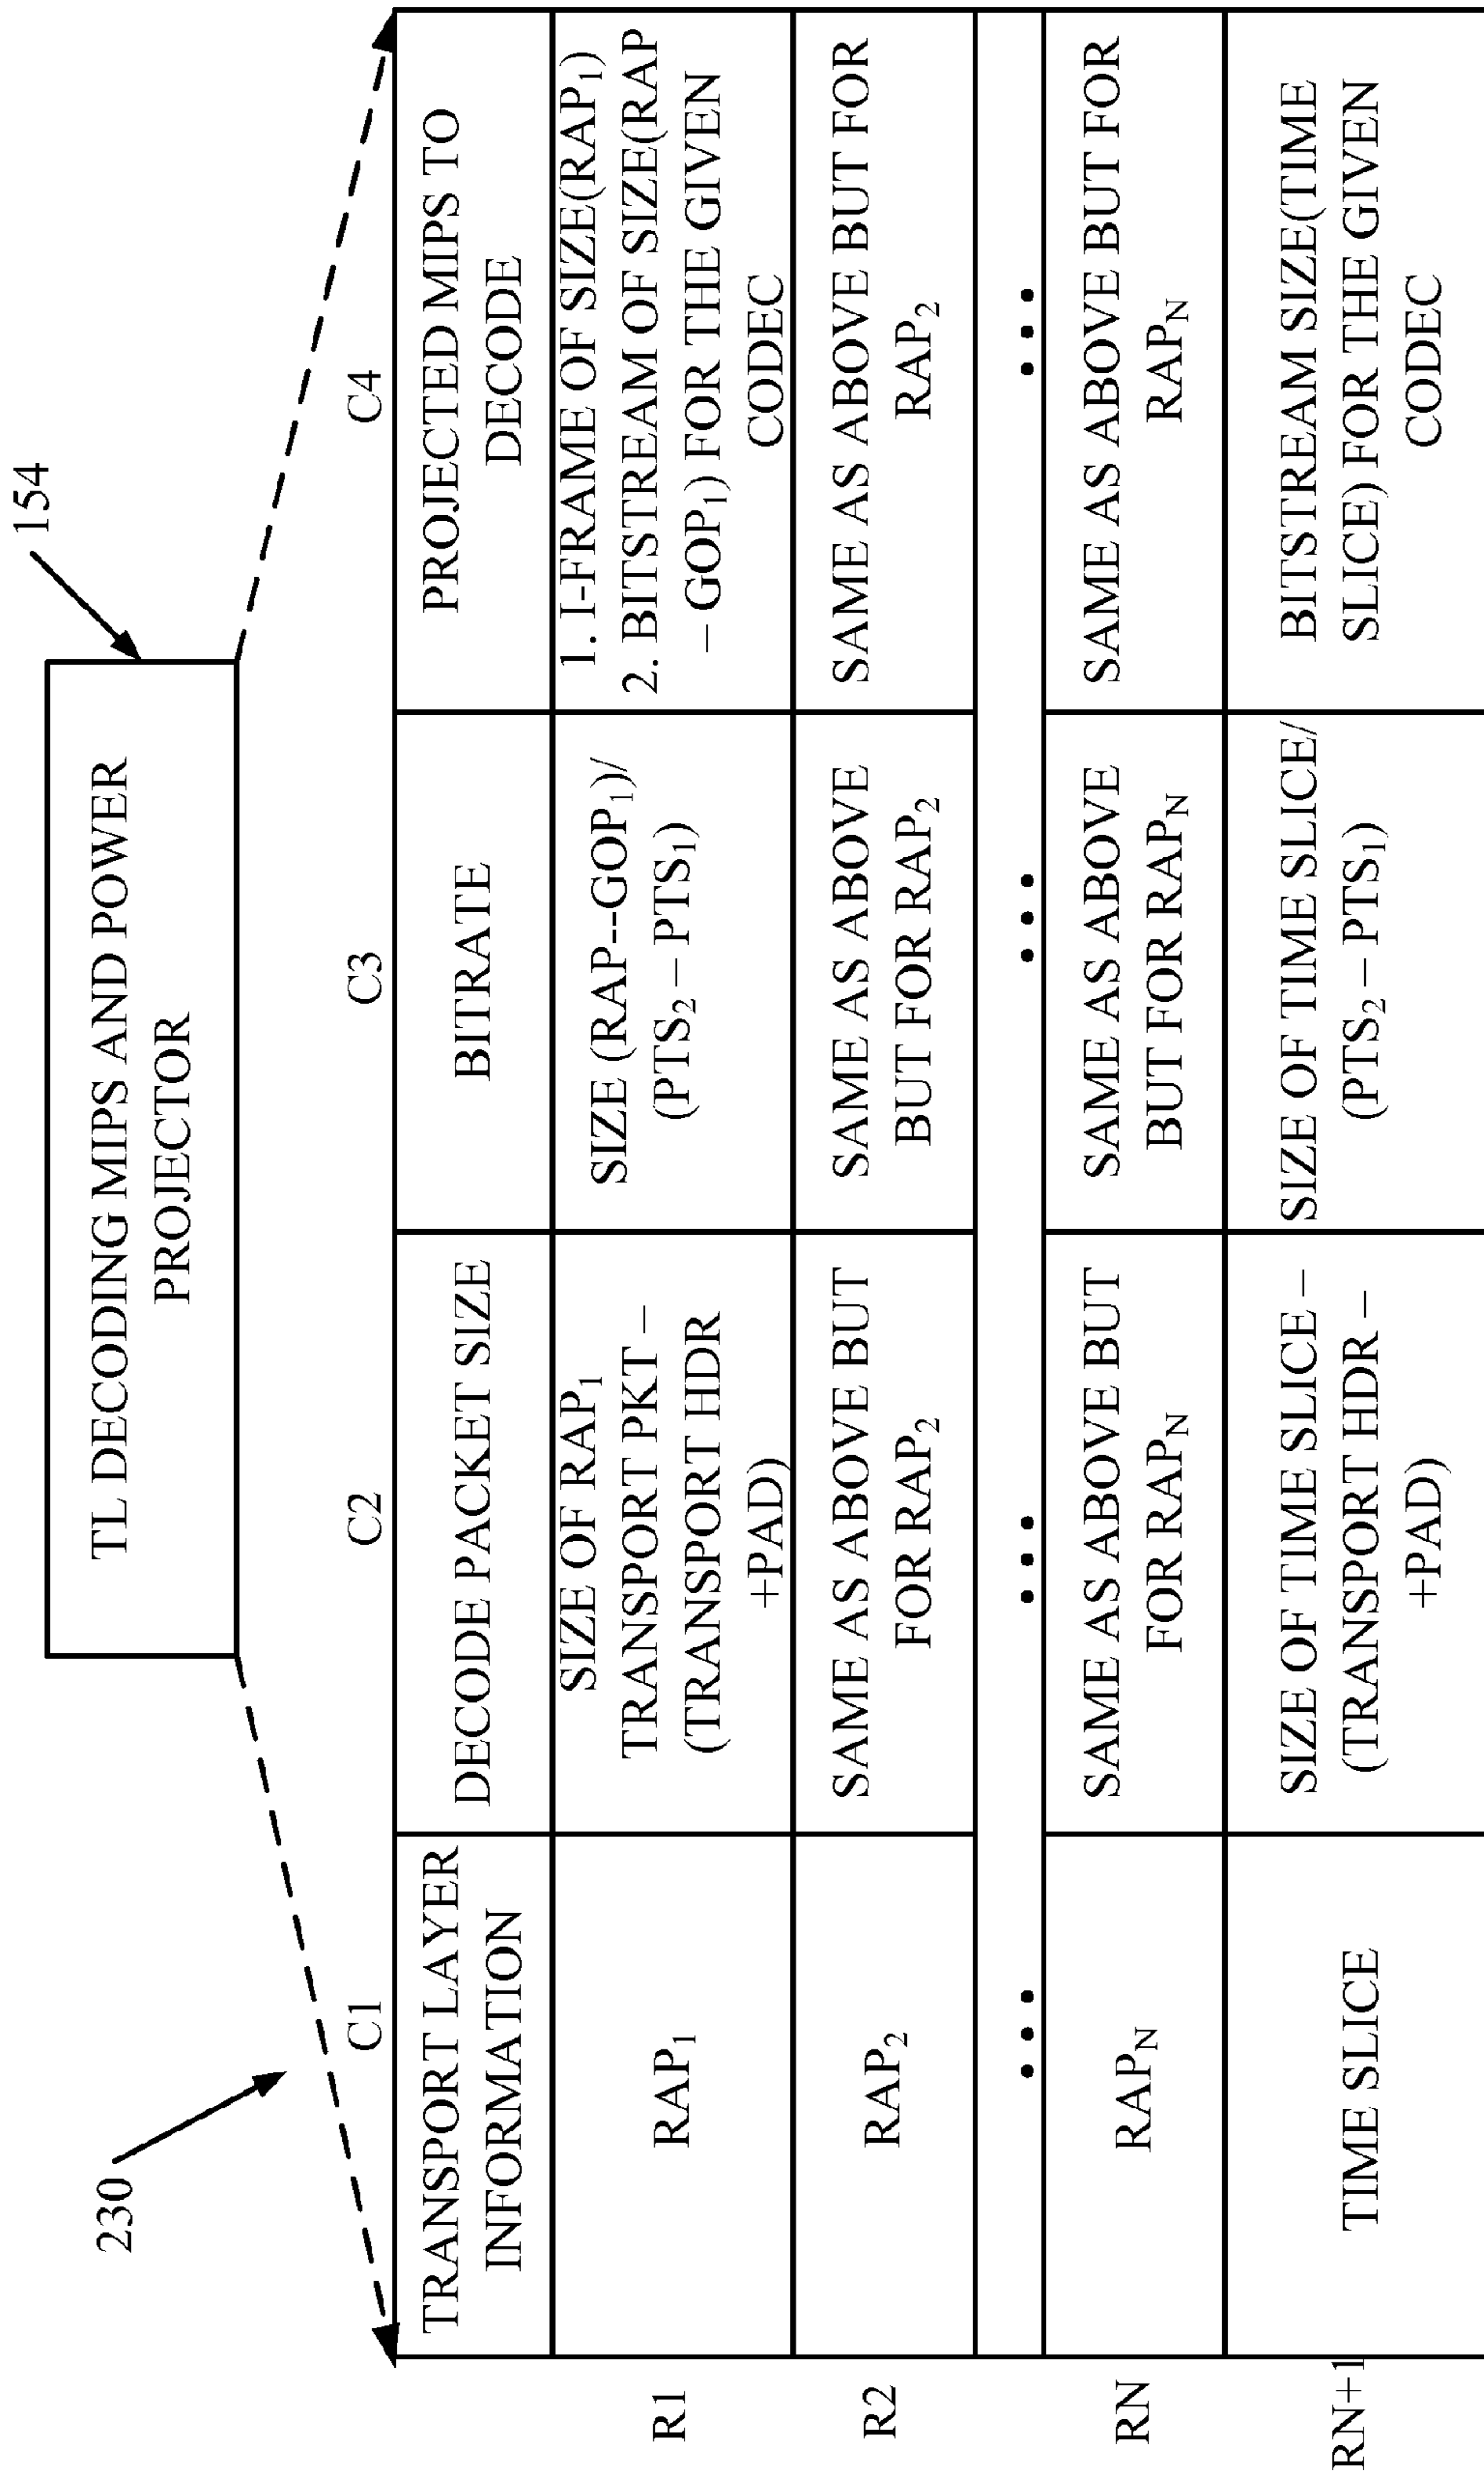 154
TL DECODING MIPS AND POWER
PROJECTOR
230
C1
C2
C3
C4
TRANSPORT LAYER
INFORMATION
DECODE PACKET SIZE
BITRATE
PROJECTED MIPS TO
DECODE
R1
RAP₁
SIZE OF RAP₁
TRANSPORT PKT –
(TRANSPORT HDR
+PAD)
SIZE (RAP--GOP₁)/
(PTS₂ – PTS₁)
1. I-FRAME OF SIZE(RAP₁)
2. BITSTREAM OF SIZE(RAP
– GOP₁) FOR THE GIVEN
CODEC
R2
RAP₂
SAME AS ABOVE BUT
FOR RAP₂
SAME AS ABOVE
BUT FOR RAP₂
SAME AS ABOVE BUT FOR
RAP₂
•••
•••
•••
•••
RN
RAP_N
SAME AS ABOVE BUT
FOR RAP_N
SAME AS ABOVE
BUT FOR RAP_N
SAME AS ABOVE BUT FOR
RAP_N
RN+1
TIME SLICE
SIZE OF TIME SLICE –
(TRANSPORT HDR –
+PAD)
SIZE OF TIME SLICE/
(PTS₂ – PTS₁)
BITSTREAM SIZE(TIME
SLICE) FOR THE GIVEN
CODEC